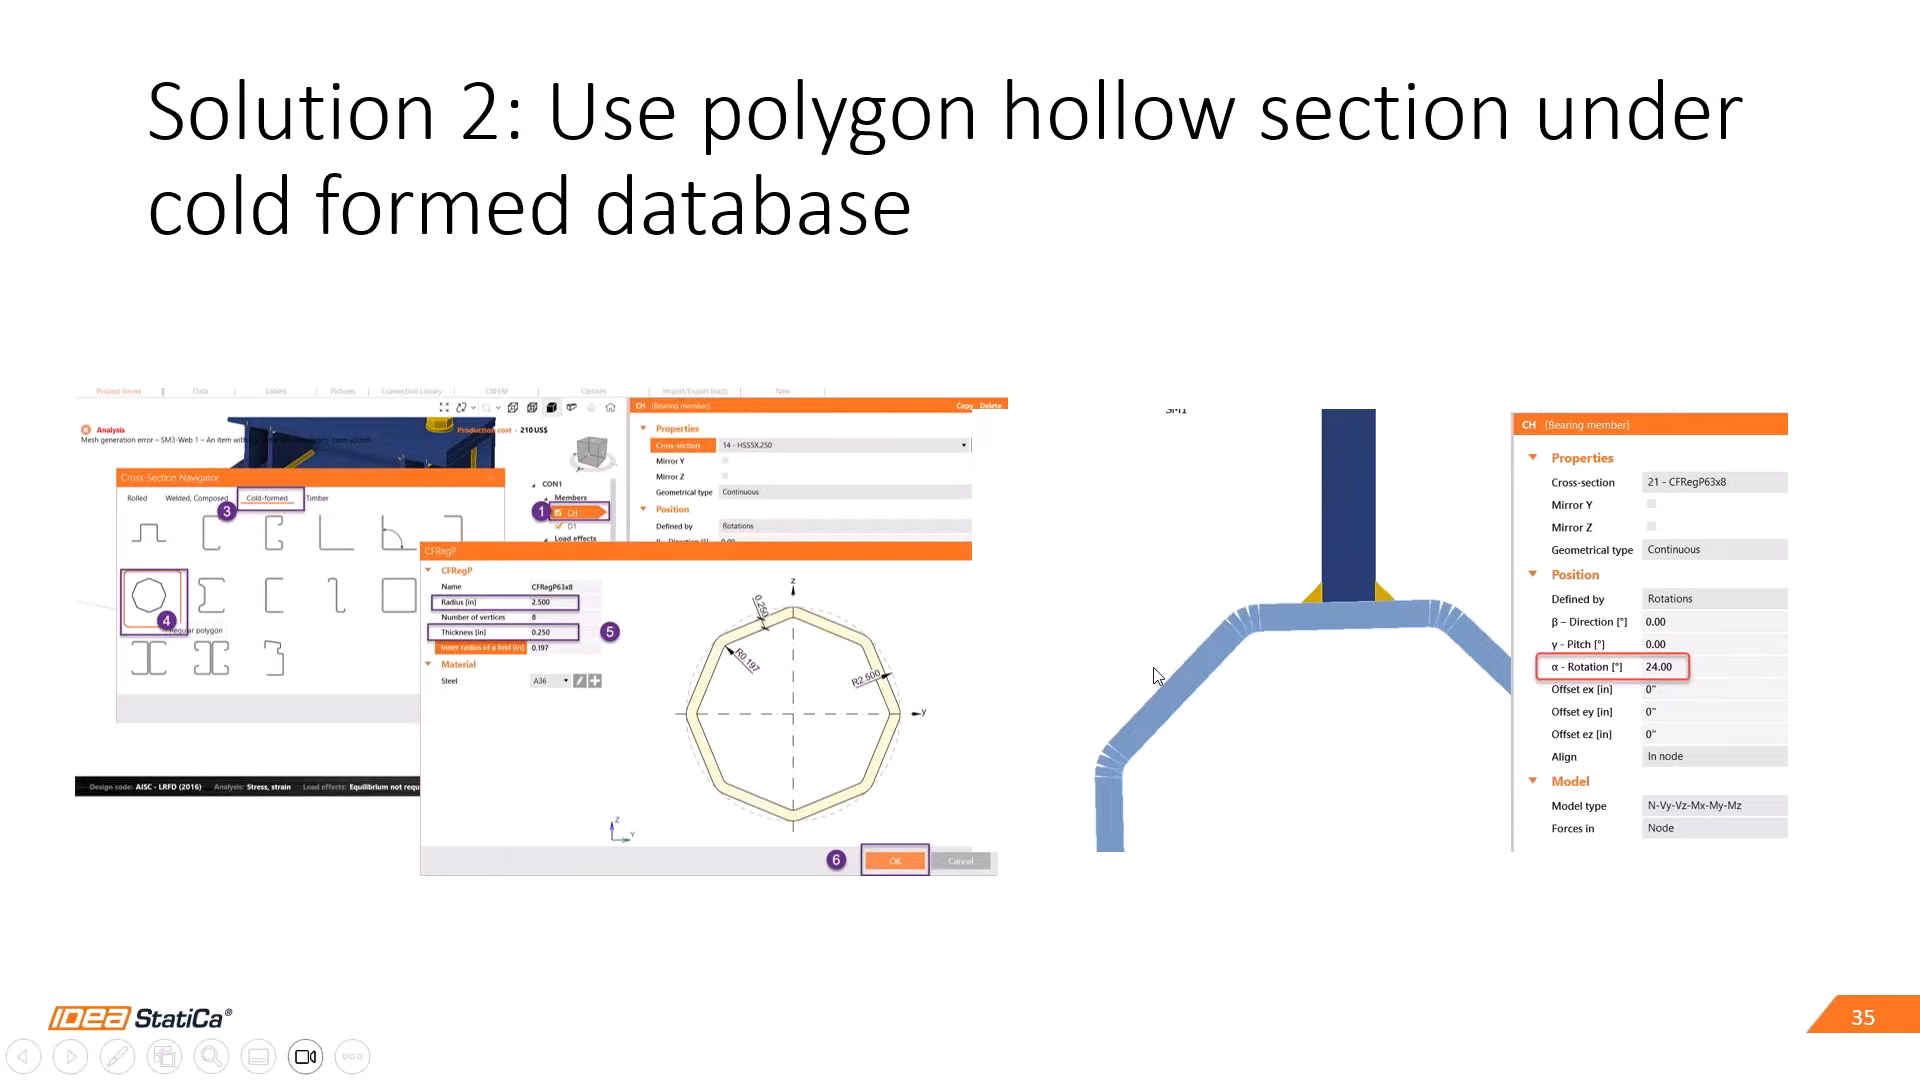 Solution 2: Use polygon hollow section under
cold formed database
Project items
Data
Labels
Pictures
Connection Library
CBFEM
Options
Import/Export loads
New
Analysis
Mesh generation error – SM3-Web 1 – An item with
Production cost - 210 US$
Cross-Section Navigator
Rolled
Welded, Composed
Cold-formed
Timber
3
4
Regular polygon
CON1
Members
1
CH
D1
Load effects
CH [Bearing member]
Copy
Delete
Properties
Cross-section 14 - HSS5X.250
Mirror Y
Mirror Z
Geometrical type Continuous
Position
Defined by Rotations
β – Direction [°] 0.00
CFRegP
CFRegP
Name CFRegP63x8
Radius [in] 2.500
Number of vertices 8
Thickness [in] 0.250
5
Inner radius of a fold [in] 0.197
Material
Steel A36
z
0.250
R0.197
R2.500
y
Z
Y
6
OK
Cancel
Design code: AISC - LRFD (2016) Analysis: Stress, strain Load effects: Equilibrium not requ
SM1
CH [Bearing member]
Properties
Cross-section 21 - CFRegP63x8
Mirror Y
Mirror Z
Geometrical type Continuous
Position
Defined by Rotations
β – Direction [°] 0.00
γ - Pitch [°] 0.00
α - Rotation [°] 24.00
Offset ex [in] 0"
Offset ey [in] 0"
Offset ez [in] 0"
Align In node
Model
Model type N-Vy-Vz-Mx-My-Mz
Forces in Node
IDEA StatiCa®
35